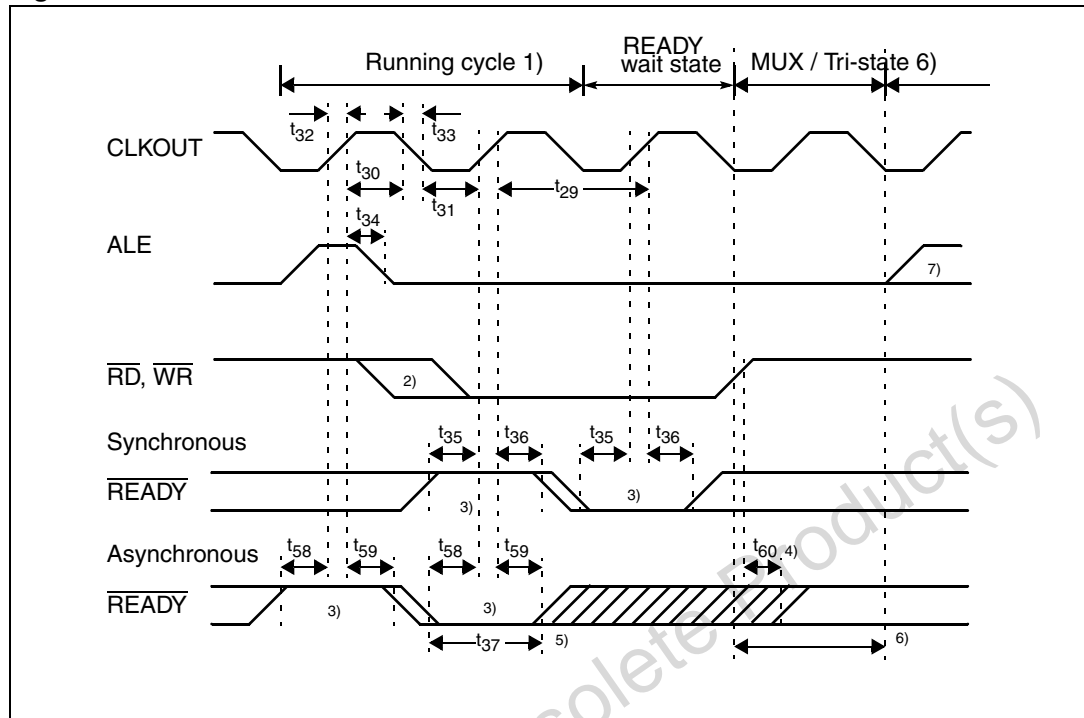 Running cycle 1)
READY
wait state
MUX / Tri-state 6)
CLKOUT
t32
t33
t30
t31
t29
ALE
t34
7)
RD, WR
2)
Synchronous
READY
t35
t36
t35
t36
3)
3)
Asynchronous
READY
t58
t59
t58
t59
t60 4)
3)
3)
t37
5)
6)
solete Product(s)